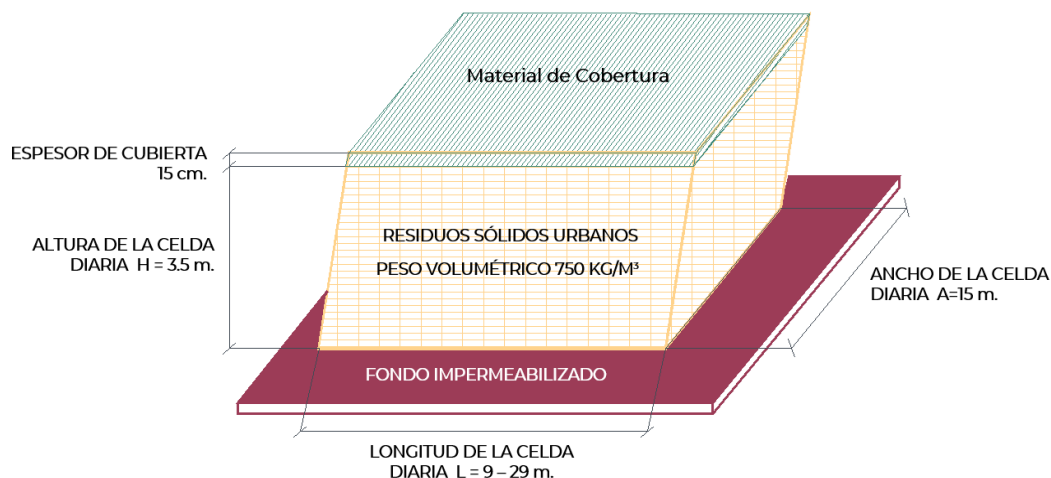 Material de Cobertura
ESPESOR DE CUBIERTA
15 cm.
ALTURA DE LA CELDA
DIARIA H = 3.5 m.
RESIDUOS SÓLIDOS URBANOS
PESO VOLUMÉTRICO 750 KG/M³
ANCHO DE LA CELDA
DIARIA A=15 m.
FONDO IMPERMEABILIZADO
LONGITUD DE LA CELDA
DIARIA L = 9 – 29 m.